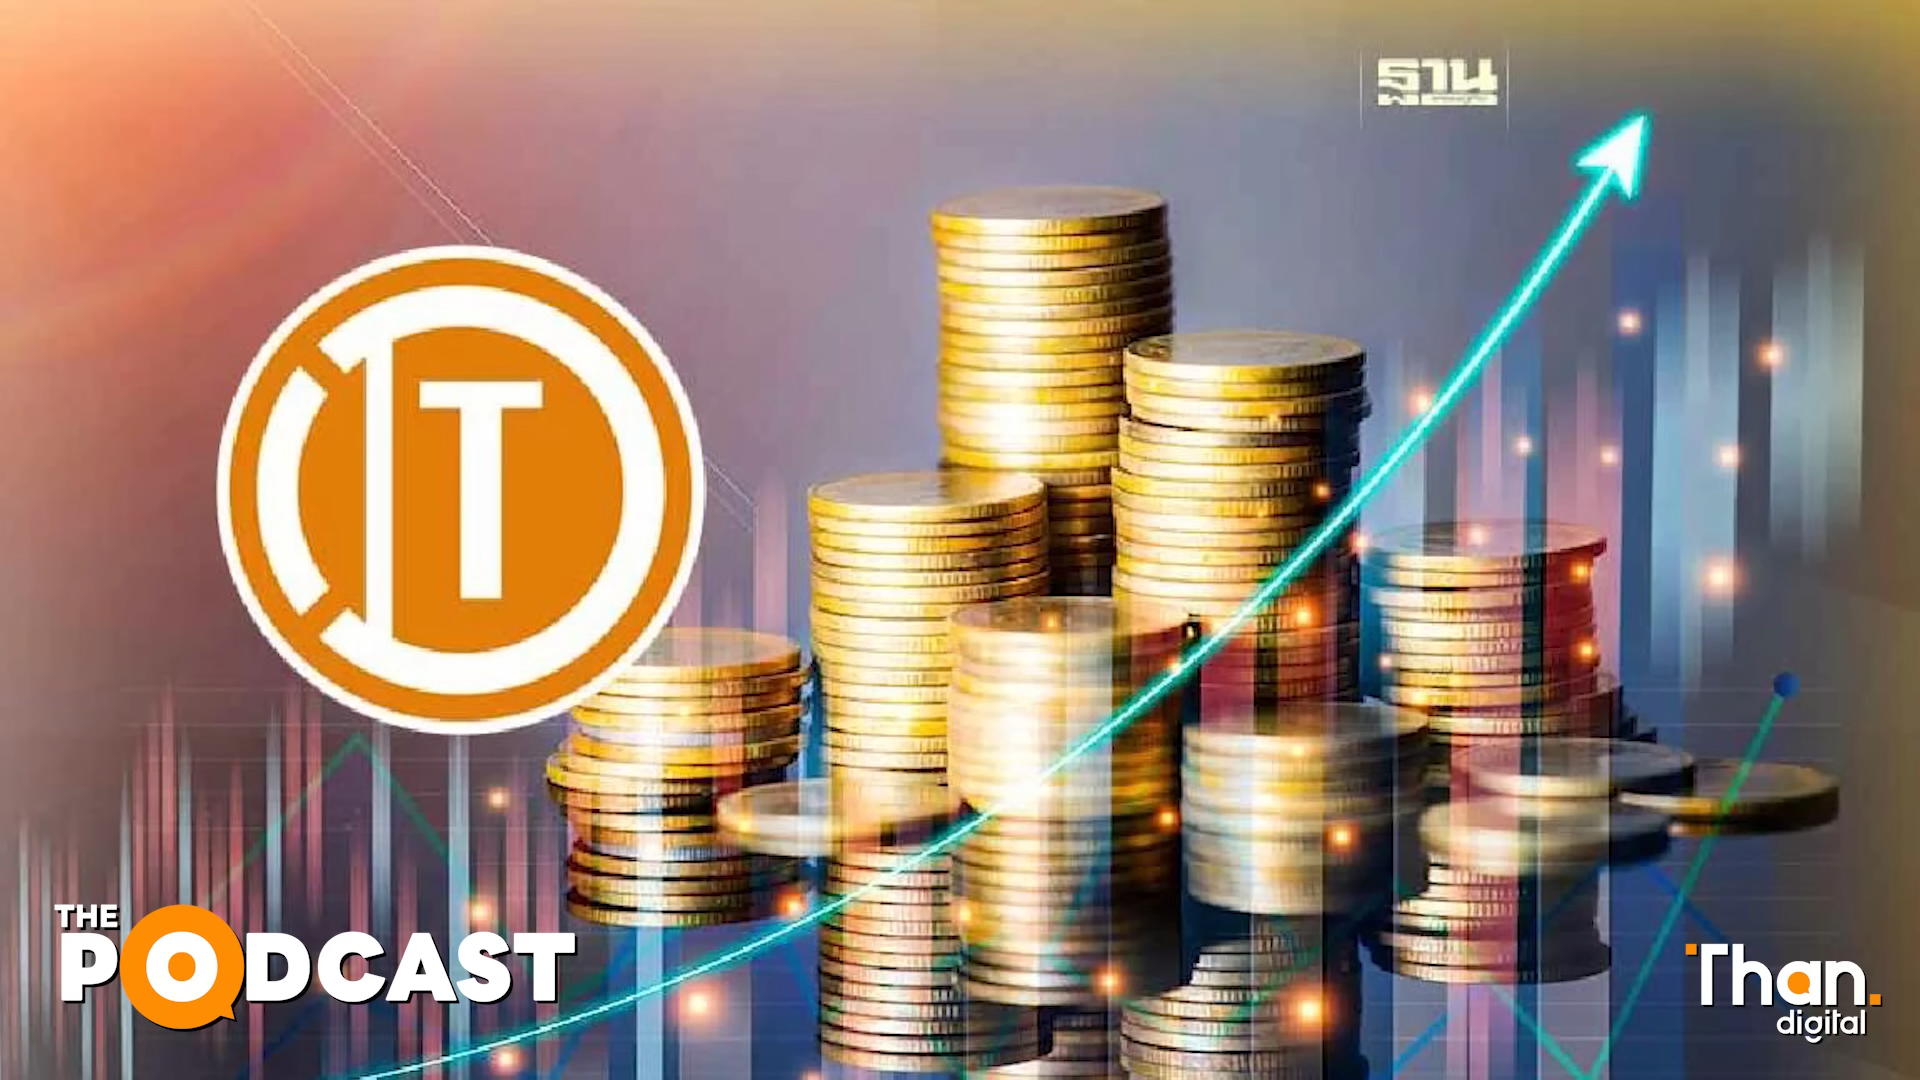 ฐาน
T
THE
PODCAST
Than.
digital